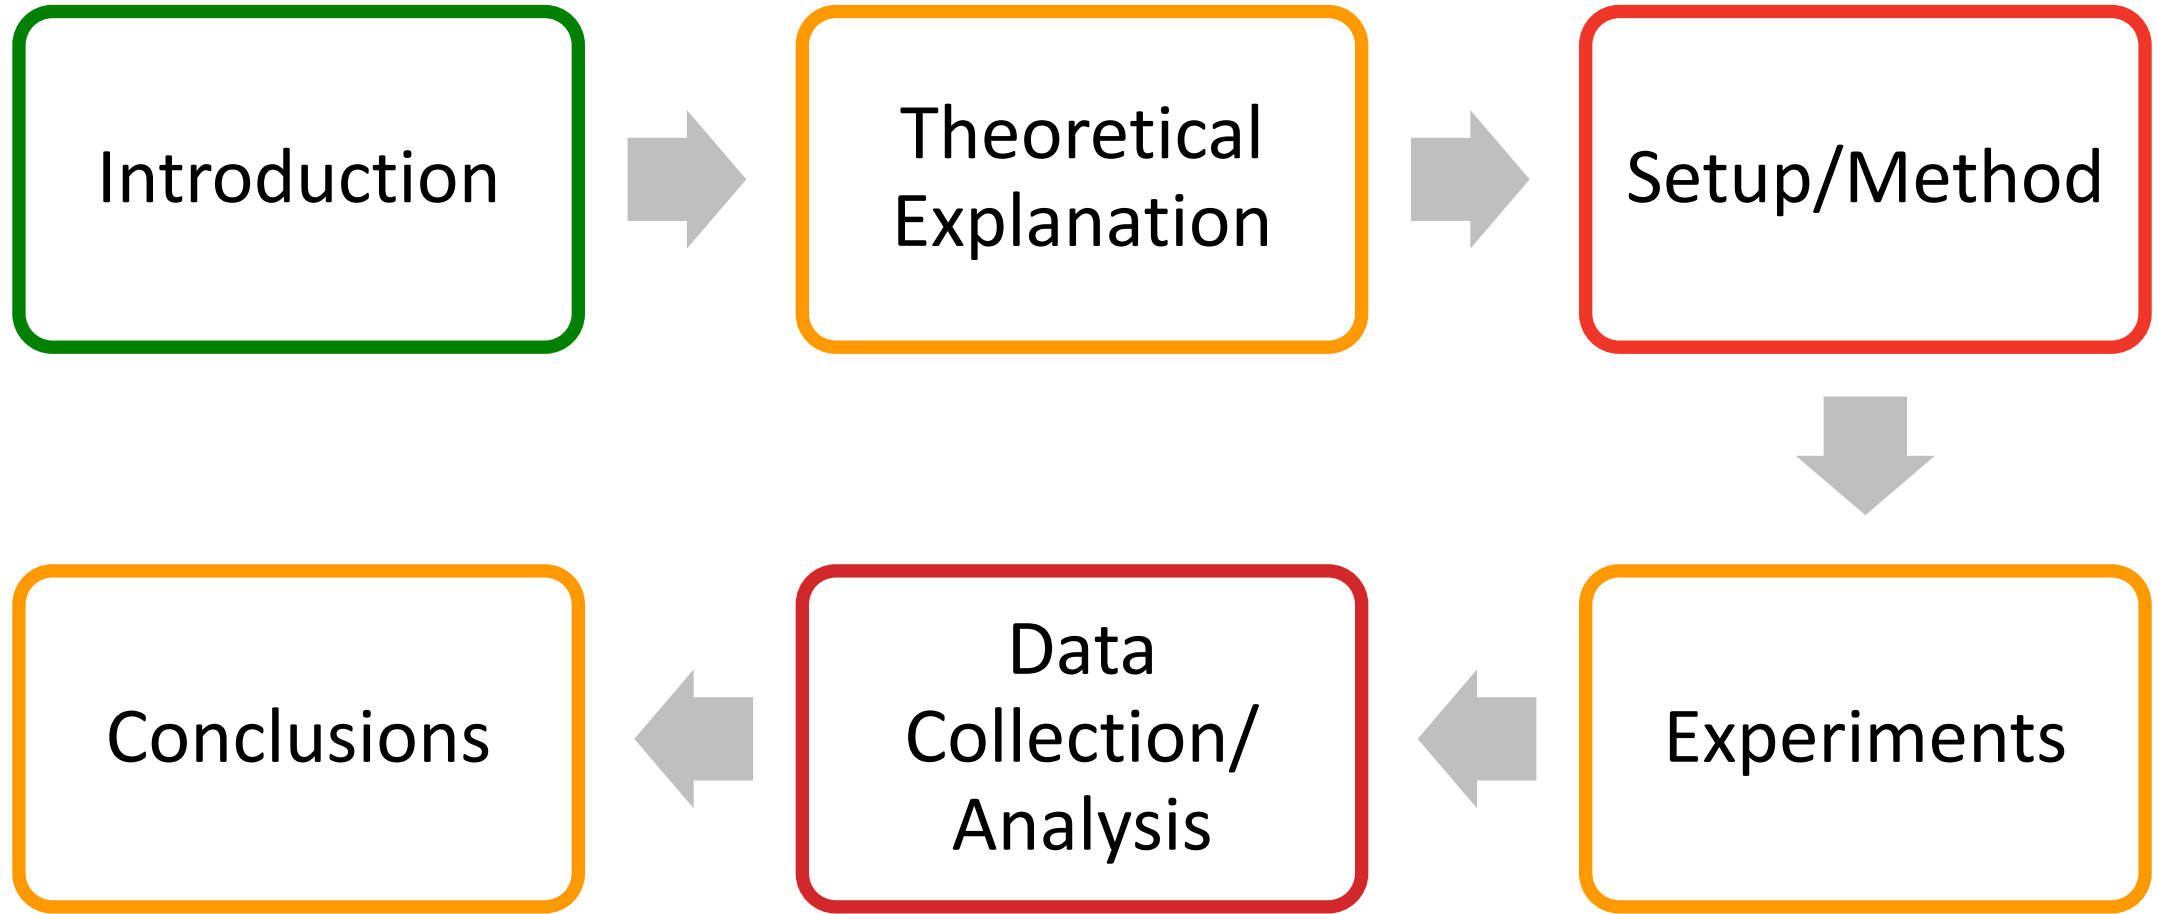 Introduction
Theoretical
Explanation
Setup/Method
Experiments
Data
Collection/
Analysis
Conclusions